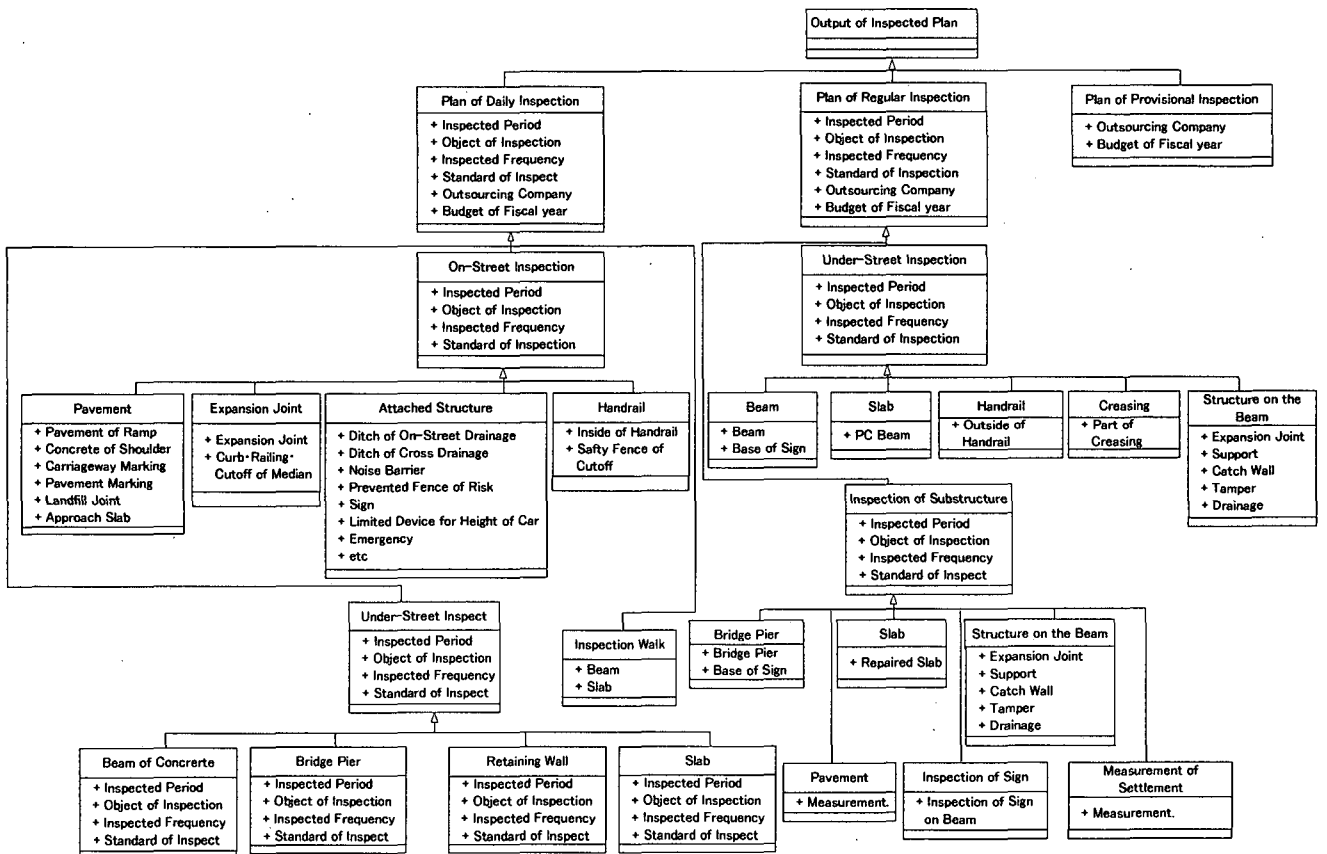 Output of Inspected Plan
Plan of Daily Inspection
+ Inspected Period
+ Object of Inspection
+ Inspected Frequency
+ Standard of Inspect
+ Outsourcing Company
+ Budget of Fiscal year
Plan of Regular Inspection
+ Inspected Period
+ Object of Inspection
+ Inspected Frequency
+ Standard of Inspection
+ Outsourcing Company
+ Budget of Fiscal year
Plan of Provisional Inspection
+ Outsourcing Company
+ Budget of Fiscal year
On-Street Inspection
+ Inspected Period
+ Object of Inspection
+ Inspected Frequency
+ Standard of Inspection
Under-Street Inspection
+ Inspected Period
+ Object of Inspection
+ Inspected Frequency
+ Standard of Inspection
Pavement
+ Pavement of Ramp
+ Concrete of Shoulder
+ Carriageway Marking
+ Pavement Marking
+ Landfill Joint
+ Approach Slab
Expansion Joint
+ Expansion Joint
+ Curb・Railing・
Cutoff of Median
Attached Structure
+ Ditch of On-Street Drainage
+ Ditch of Cross Drainage
+ Noise Barrier
+ Prevented Fence of Risk
+ Sign
+ Limited Device for Height of Car
+ Emergency
+ etc
Handrail
+ Inside of Handrail
+ Safty Fence of
Cutoff
Beam
+ Beam
+ Base of Sign
Slab
+ PC Beam
Handrail
+ Outside of
Handrail
Creasing
+ Part of
Creasing
Structure on the
Beam
+ Expansion Joint
+ Support
+ Catch Wall
+ Tamper
+ Drainage
Inspection of Substructure
+ Inspected Period
+ Object of Inspection
+ Inspected Frequency
+ Standard of Inspect
Under-Street Inspect
+ Inspected Period
+ Object of Inspection
+ Inspected Frequency
+ Standard of Inspect
Inspection Walk
+ Beam
+ Slab
Bridge Pier
+ Bridge Pier
+ Base of Sign
Slab
+ Repaired Slab
Structure on the Beam
+ Expansion Joint
+ Support
+ Catch Wall
+ Tamper
+ Drainage
Beam of Concrerte
+ Inspected Period
+ Object of Inspection
+ Inspected Frequency
+ Standard of Inspect
Bridge Pier
+ Inspected Period
+ Object of Inspection
+ Inspected Frequency
+ Standard of Inspect
Retaining Wall
+ Inspected Period
+ Object of Inspection
+ Inspected Frequency
+ Standard of Inspect
Slab
+ Inspected Period
+ Object of Inspection
+ Inspected Frequency
+ Standard of Inspect
Pavement
+ Measurement.
Inspection of Sign
+ Inspection of Sign
on Beam
Measurement of
Settlement
+ Measurement.